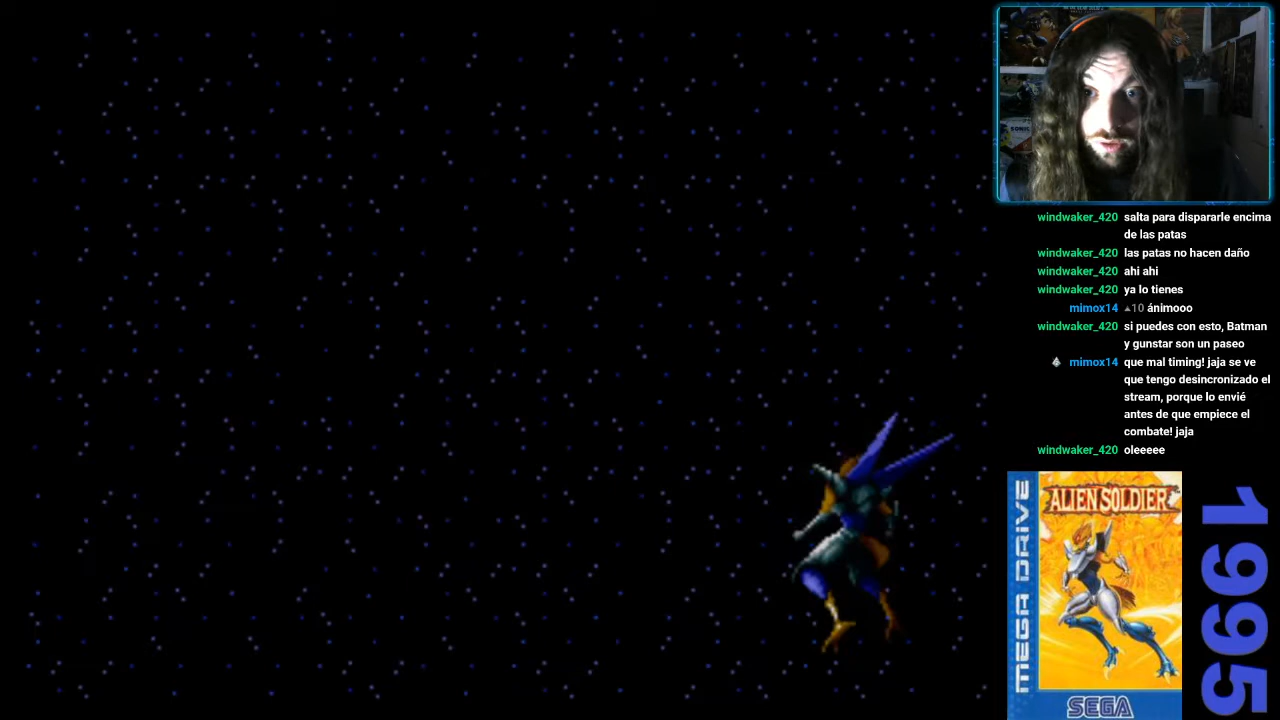 SONIC
windwaker_420 salta para dispararle encima
de las patas
windwaker_420 las patas no hacen daño
windwaker_420 ahi ahi
windwaker_420 ya lo tienes
mimox14 10 ánimooo
windwaker_420 si puedes con esto, Batman
y gunstar son un paseo
mimox14 que mal timing! jaja se ve
que tengo desincronizado el
stream, porque lo envié
antes de que empiece el
combate! jaja
windwaker_420 oleeeee
MEGA DRIVE
ALIEN SOLDIER
SEGA
1995